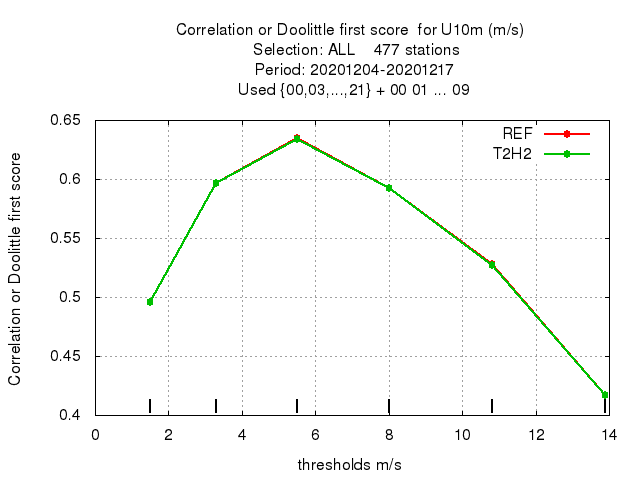 Correlation or Doolittle first score  for U10m (m/s)
Selection: ALL    477 stations
Period: 20201204-20201217
Used {00,03,...,21} + 00 01 ... 09
REF
T2H2
Correlation or Doolittle first score
0.65
0.6
0.55
0.5
0.45
0.4
0 2 4 6 8 10 12 14
thresholds m/s